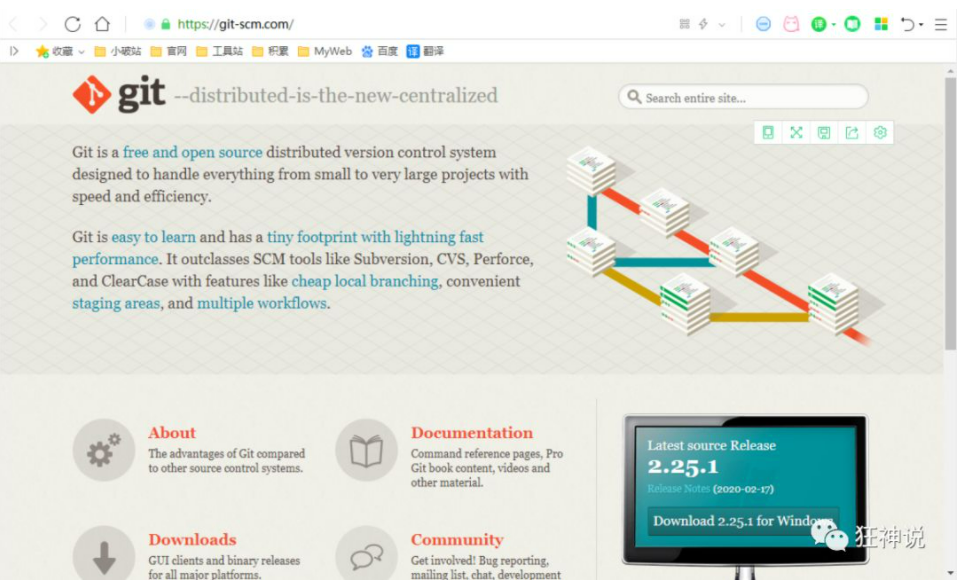 https://git-scm.com/
收藏 小破站 官网 工具站 积累 MyWeb 百度 译 翻译
git --distributed-is-the-new-centralized
Search entire site...
Git is a free and open source distributed version control system
designed to handle everything from small to very large projects with
speed and efficiency.
Git is easy to learn and has a tiny footprint with lightning fast
performance. It outclasses SCM tools like Subversion, CVS, Perforce,
and ClearCase with features like cheap local branching, convenient
staging areas, and multiple workflows.
About
The advantages of Git compared
to other source control systems.
Documentation
Command reference pages, Pro
Git book content, videos and
other material.
Downloads
GUI clients and binary releases
for all major platforms.
Community
Get involved! Bug reporting,
mailing list, chat, development
Latest source Release
2.25.1
Release Notes (2020-02-17)
Download 2.25.1 for Windows
狂神说